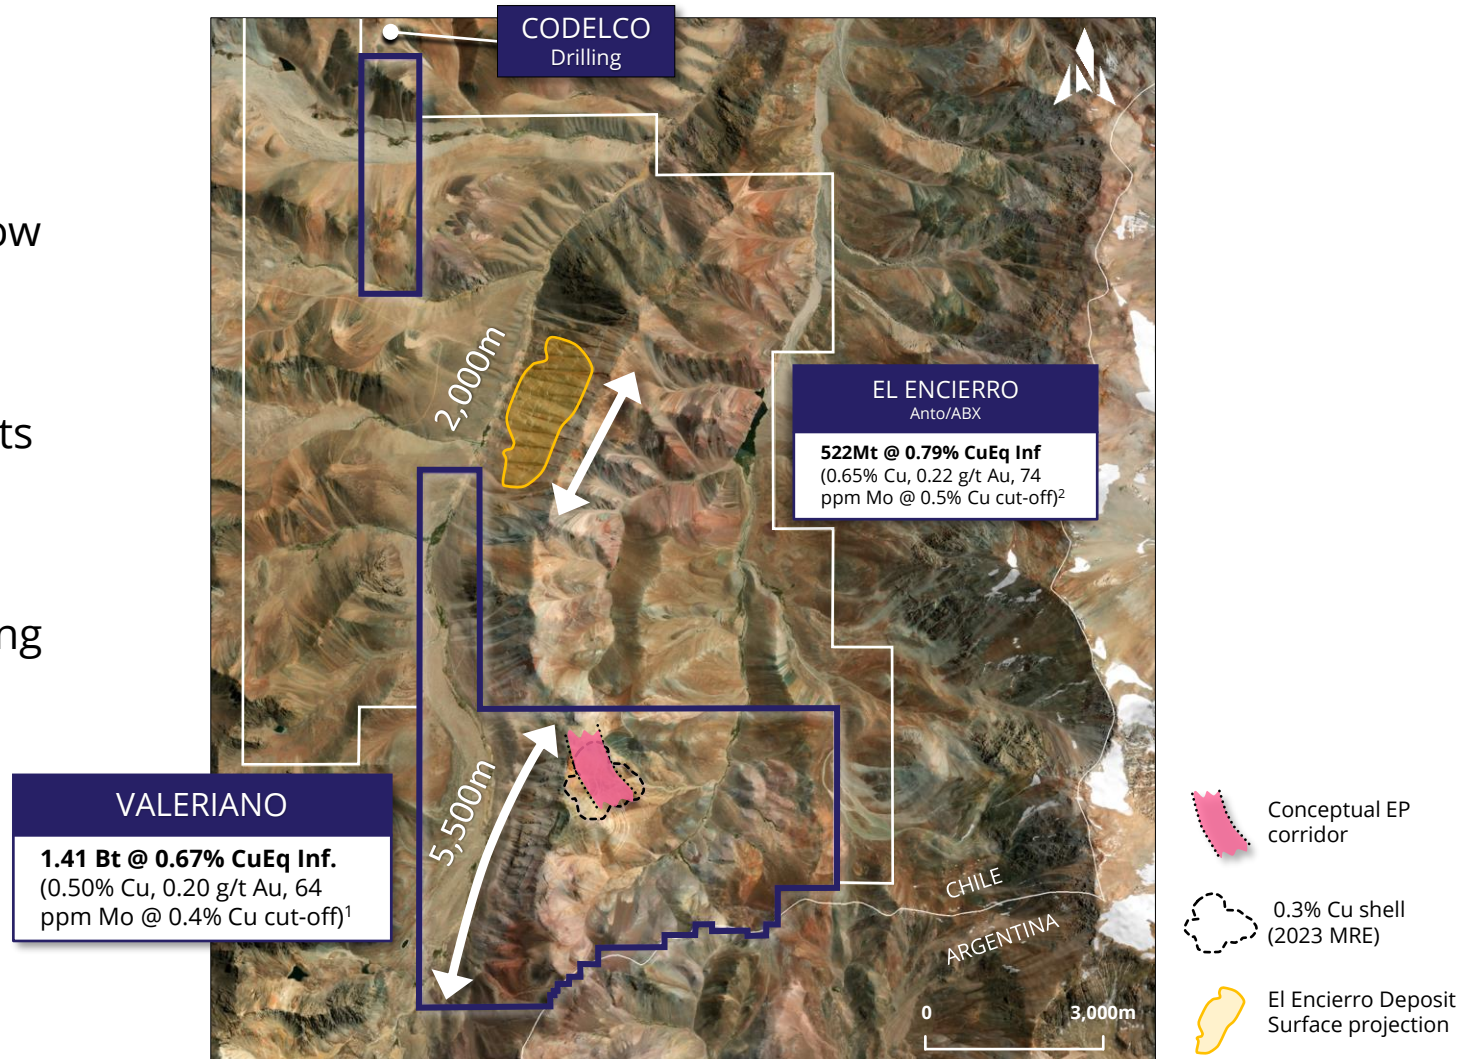 CODELCO
Drilling
ow
ts
ng
2,000m
EL ENCIERRO
Anto/ABX
522Mt @ 0.79% CuEq Inf
(0.65% Cu, 0.22 g/t Au, 74
ppm Mo @ 0.5% Cu cut-off)2
VALERIANO
1.41 Bt @ 0.67% CuEq Inf.
(0.50% Cu, 0.20 g/t Au, 64
ppm Mo @ 0.4% Cu cut-off)1
5,500m
CHILE
ARGENTINA
0 3,000m
N
Conceptual EP
corridor
0.3% Cu shell
(2023 MRE)
El Encierro Deposit
Surface projection